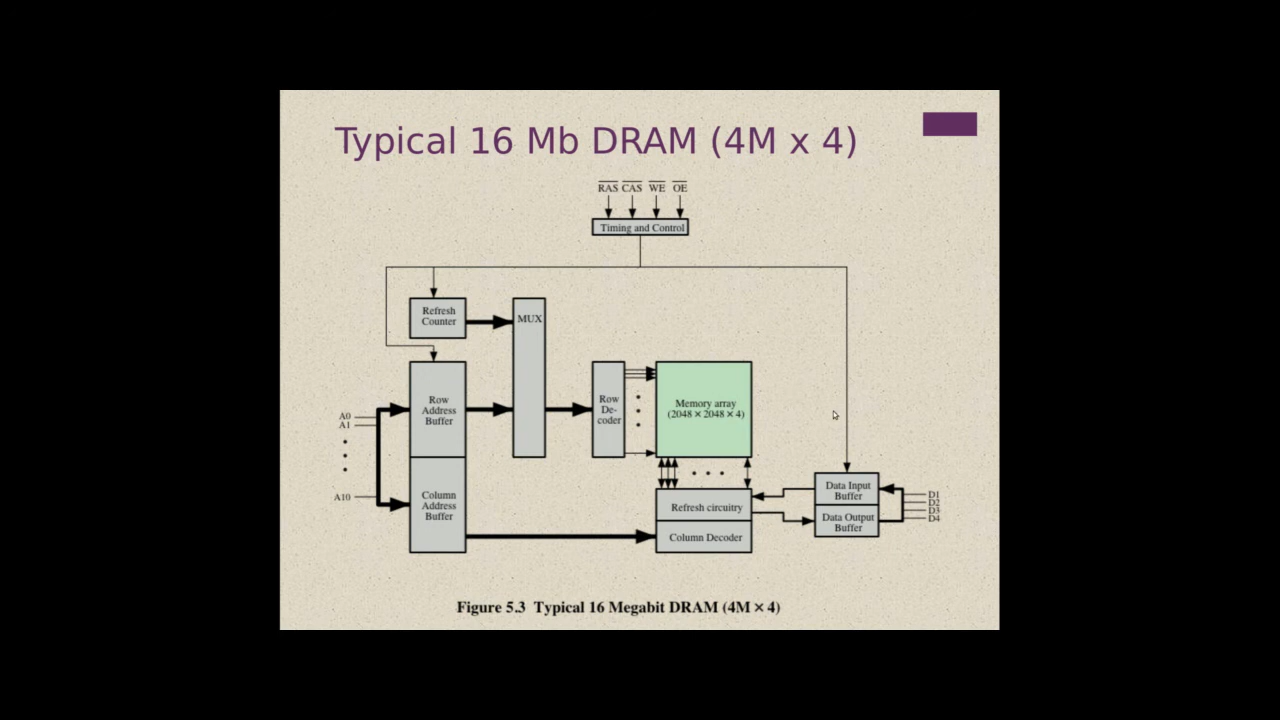 Typical 16 Mb DRAM (4M x 4)
RAS CAS WE OE
Timing and Control
Refresh
Counter
MUX
Row
Address
Buffer
Row
De-
coder
Memory array
(2048 × 2048 × 4)
A0
A1
A10
Column
Address
Buffer
Refresh circuitry
Column Decoder
Data Input
Buffer
Data Output
Buffer
D1
D2
D3
D4
Figure 5.3 Typical 16 Megabit DRAM (4M × 4)